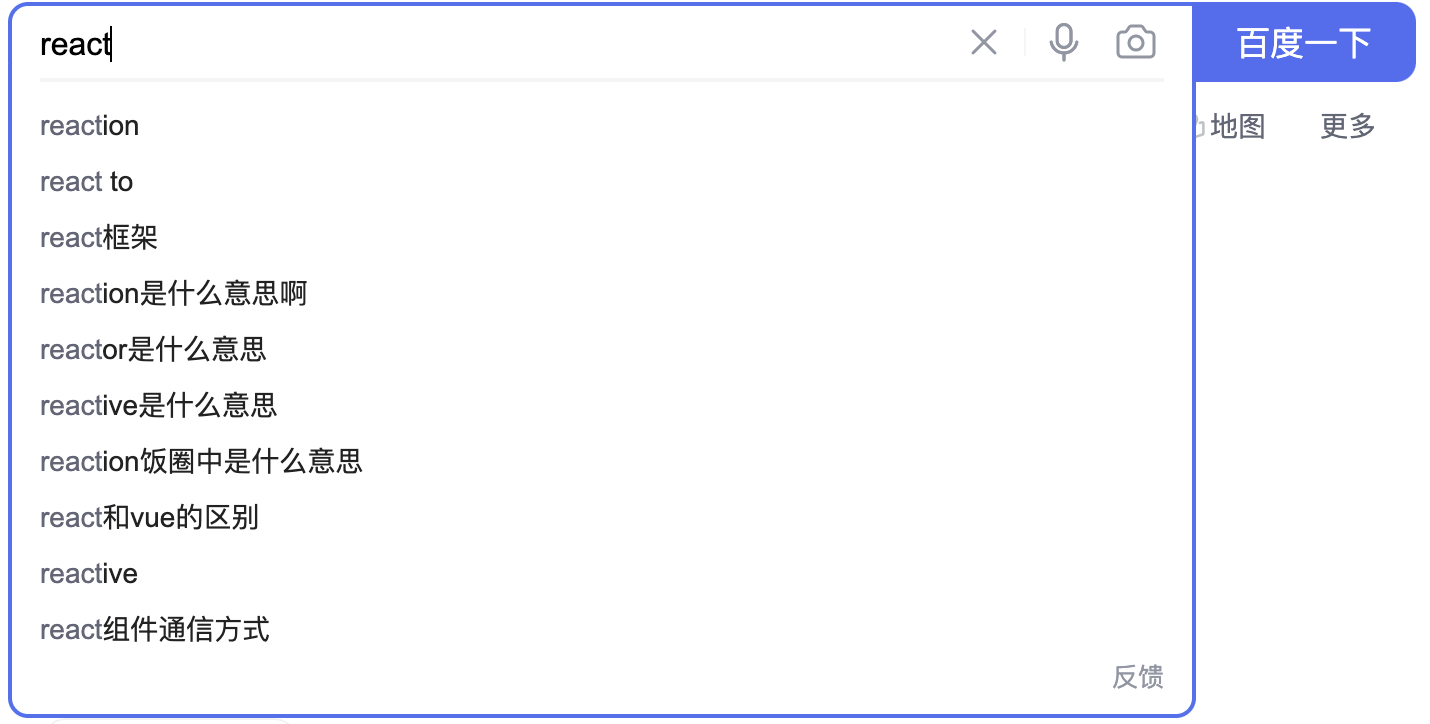 react
百度一下
地图 更多
reaction
react to
react框架
reaction是什么意思啊
reactor是什么意思
reactive是什么意思
reaction饭圈中是什么意思
react和vue的区别
reactive
react组件通信方式
反馈